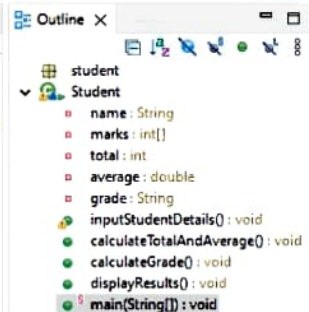 Outline
student
Student
name : String
marks : int[]
total : int
average : double
grade : String
inputStudentDetails() : void
calculateTotalAndAverage() : void
calculateGrade() : void
displayResults() : void
S main(String[]) : void